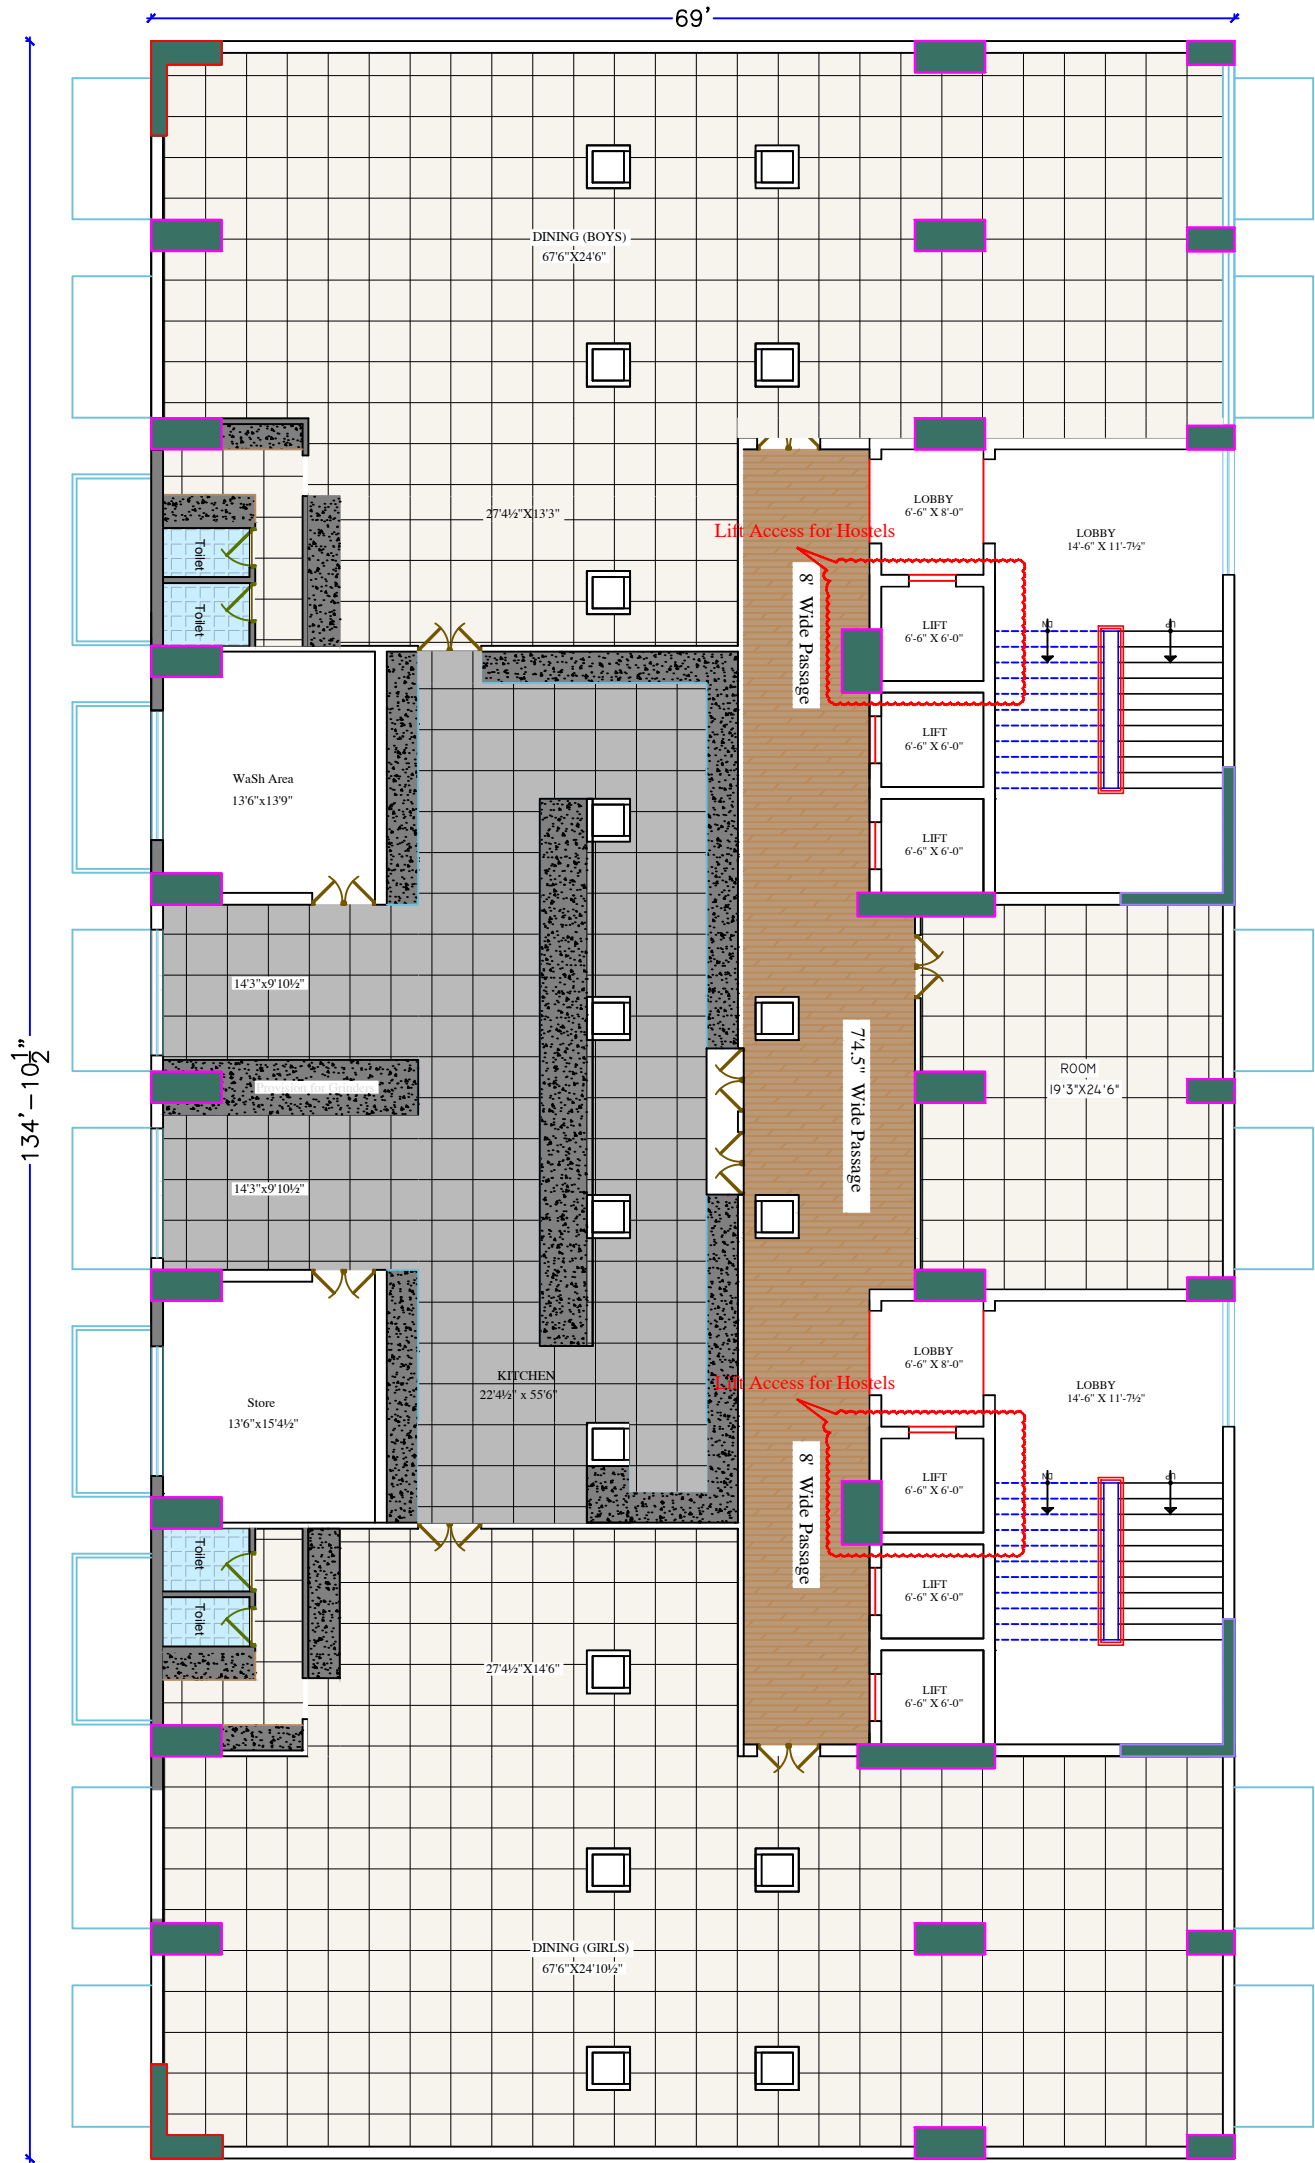 69'
134'-10½"
DINING (BOYS)
67'6"X24'6"
27'4½"X13'3"
LOBBY
6'-6" X 8'-0"
LOBBY
14'-6" X 11'-7½"
Lift Access for Hostels
8' Wide Passage
Toilet
Toilet
LIFT
6'-6" X 6'-0"
DN
UP
LIFT
6'-6" X 6'-0"
WaSh Area
13'6"x13'9"
LIFT
6'-6" X 6'-0"
14'3"x9'10½"
7'4.5" Wide Passage
ROOM
19'3"X24'6"
Provision for Grinders
14'3"x9'10½"
LOBBY
6'-6" X 8'-0"
KITCHEN
22'4½" x 55'6"
Lift Access for Hostels
LOBBY
14'-6" X 11'-7½"
Store
13'6"x15'4½"
8' Wide Passage
LIFT
6'-6" X 6'-0"
DN
UP
Toilet
Toilet
LIFT
6'-6" X 6'-0"
27'4½"X14'6"
LIFT
6'-6" X 6'-0"
DINING (GIRLS)
67'6"X24'10½"